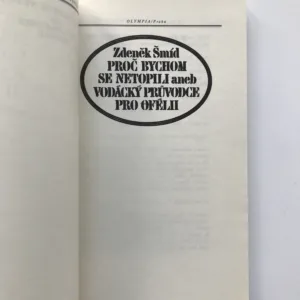 OLYMPIA/Praha
Zdeněk Šmíd
PROČ BYCHOM
SE NETOPILI aneb
VODÁCKÝ PRŮVODCE
PRO OFÉLII